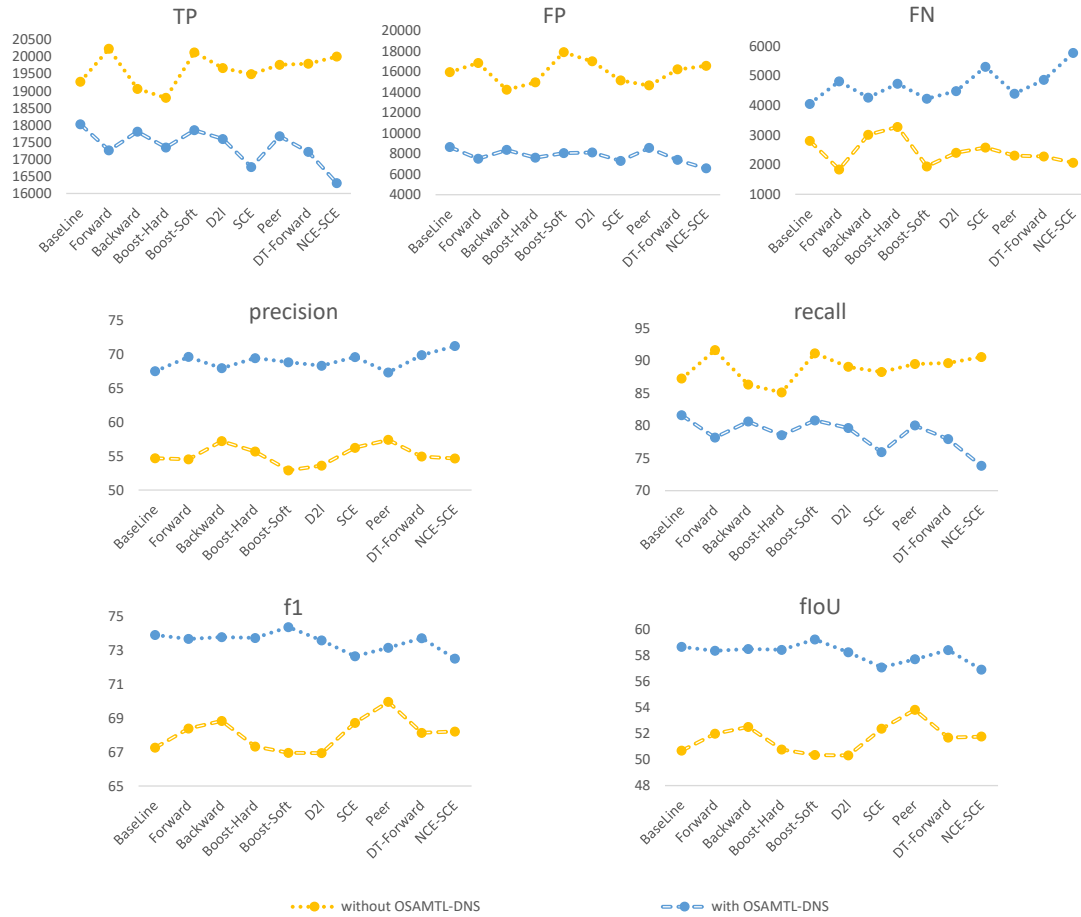 TP
20500
20000
19500
19000
18500
18000
17500
17000
16500
16000
BaseLine
Forward
Backward
Boost-Hard
Boost-Soft
D2l
SCE
Peer
DT-Forward
NCE-SCE
FP
20000
18000
16000
14000
12000
10000
8000
6000
4000
BaseLine
Forward
Backward
Boost-Hard
Boost-Soft
D2l
SCE
Peer
DT-Forward
NCE-SCE
FN
6000
5000
4000
3000
2000
1000
BaseLine
Forward
Backward
Boost-Hard
Boost-Soft
D2l
SCE
Peer
DT-Forward
NCE-SCE
precision
75
70
65
60
55
50
BaseLine
Forward
Backward
Boost-Hard
Boost-Soft
D2l
SCE
Peer
DT-Forward
NCE-SCE
recall
95
90
85
80
75
70
BaseLine
Forward
Backward
Boost-Hard
Boost-Soft
D2l
SCE
Peer
DT-Forward
NCE-SCE
f1
75
73
71
69
67
65
BaseLine
Forward
Backward
Boost-Hard
Boost-Soft
D2l
SCE
Peer
DT-Forward
NCE-SCE
fIoU
60
58
56
54
52
50
48
BaseLine
Forward
Backward
Boost-Hard
Boost-Soft
D2l
SCE
Peer
DT-Forward
NCE-SCE
without OSAMTL-DNS
with OSAMTL-DNS